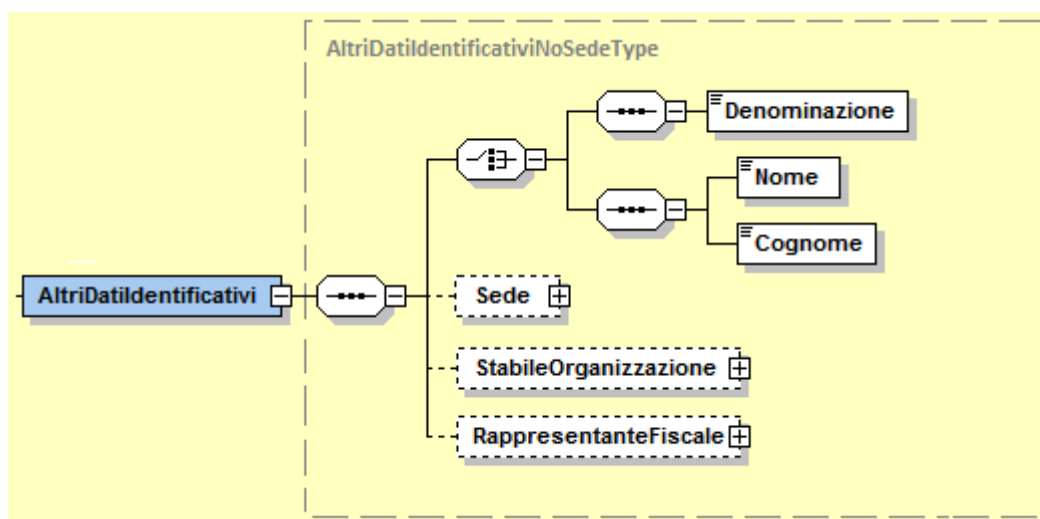 AltriDatiIdentificativiNoSedeType
Denominazione
Nome
Cognome
AltriDatiIdentificativi
Sede
StabileOrganizzazione
RappresentanteFiscale